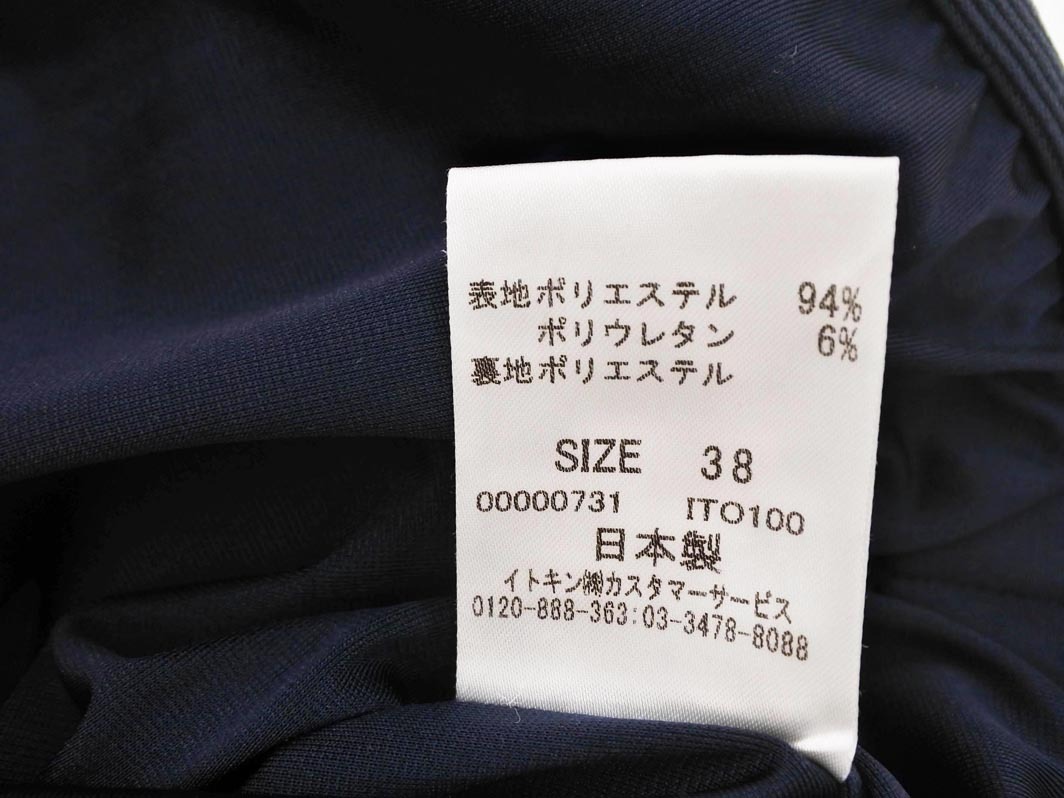 表地ポリエステル 94%
ポリウレタン 6%
裏地ポリエステル
SIZE 38
00000731 ITO100
日本製
イトキン㈱カスタマーサービス
0120-888-363:03-3478-8088